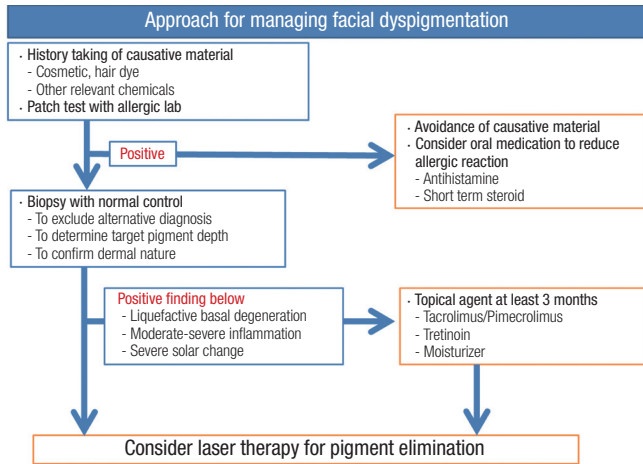 Approach for managing facial dyspigmentation
· History taking of causative material
- Cosmetic, hair dye
- Other relevant chemicals
· Patch test with allergic lab
Positive
· Avoidance of causative material
· Consider oral medication to reduce
allergic reaction
- Antihistamine
- Short term steroid
· Biopsy with normal control
- To exclude alternative diagnosis
- To determine target pigment depth
- To confirm dermal nature
Positive finding below
- Liquefactive basal degeneration
- Moderate-severe inflammation
- Severe solar change
· Topical agent at least 3 months
- Tacrolimus/Pimecrolimus
- Tretinoin
- Moisturizer
Consider laser therapy for pigment elimination